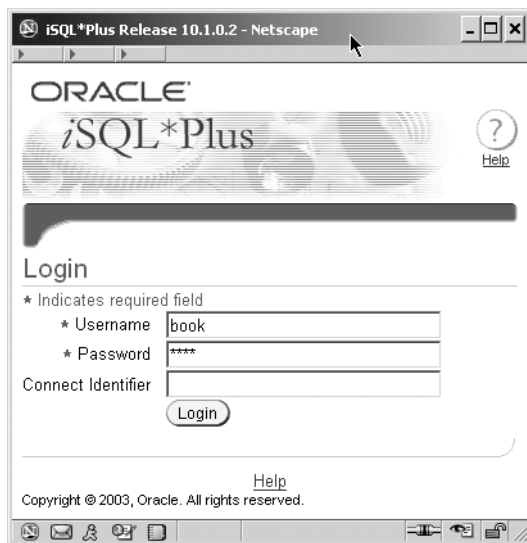 iSQL*Plus Release 10.1.0.2 - Netscape
ORACLE'
iSQL*Plus
?
Help
Login
* Indicates required field
* Username book
* Password ****
Connect Identifier
Login
Help
Copyright © 2003, Oracle. All rights reserved.